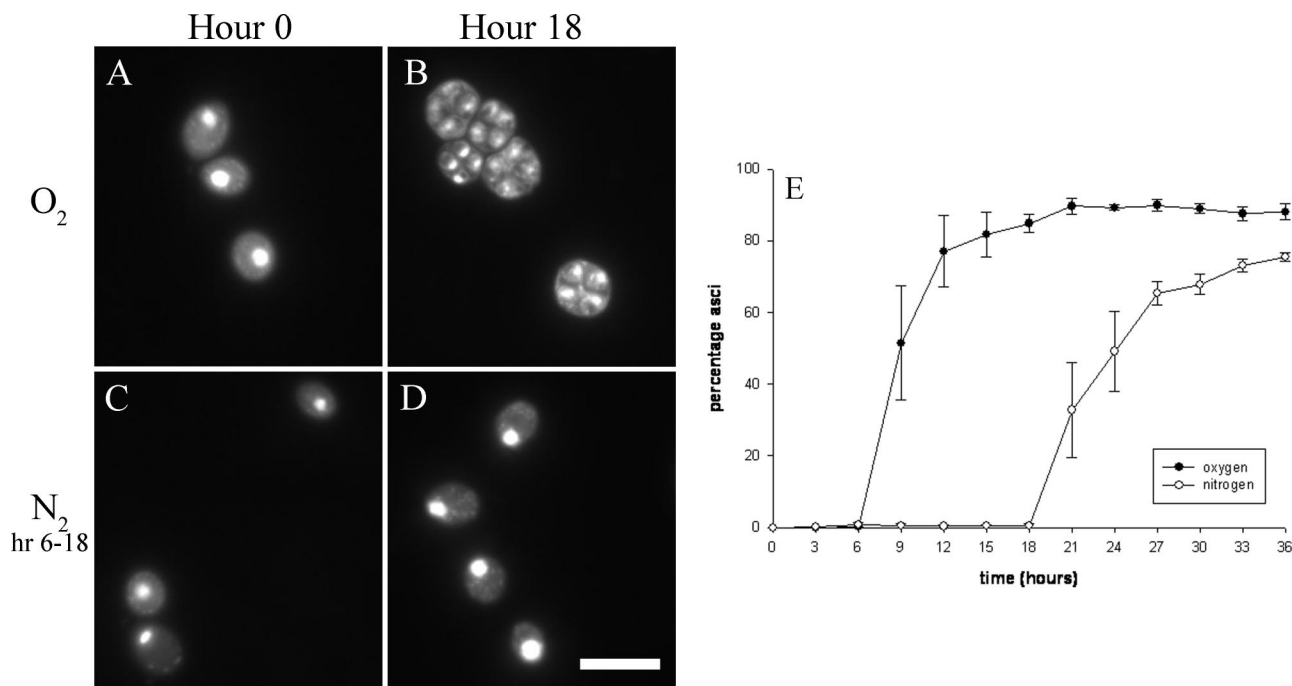 Hour 0
Hour 18
A
B
O2
C
D
N2
hr 6-18
E
percentage asci
100
80
60
40
20
0
0 3 6 9 12 15 18 21 24 27 30 33 36
time (hours)
oxygen
nitrogen